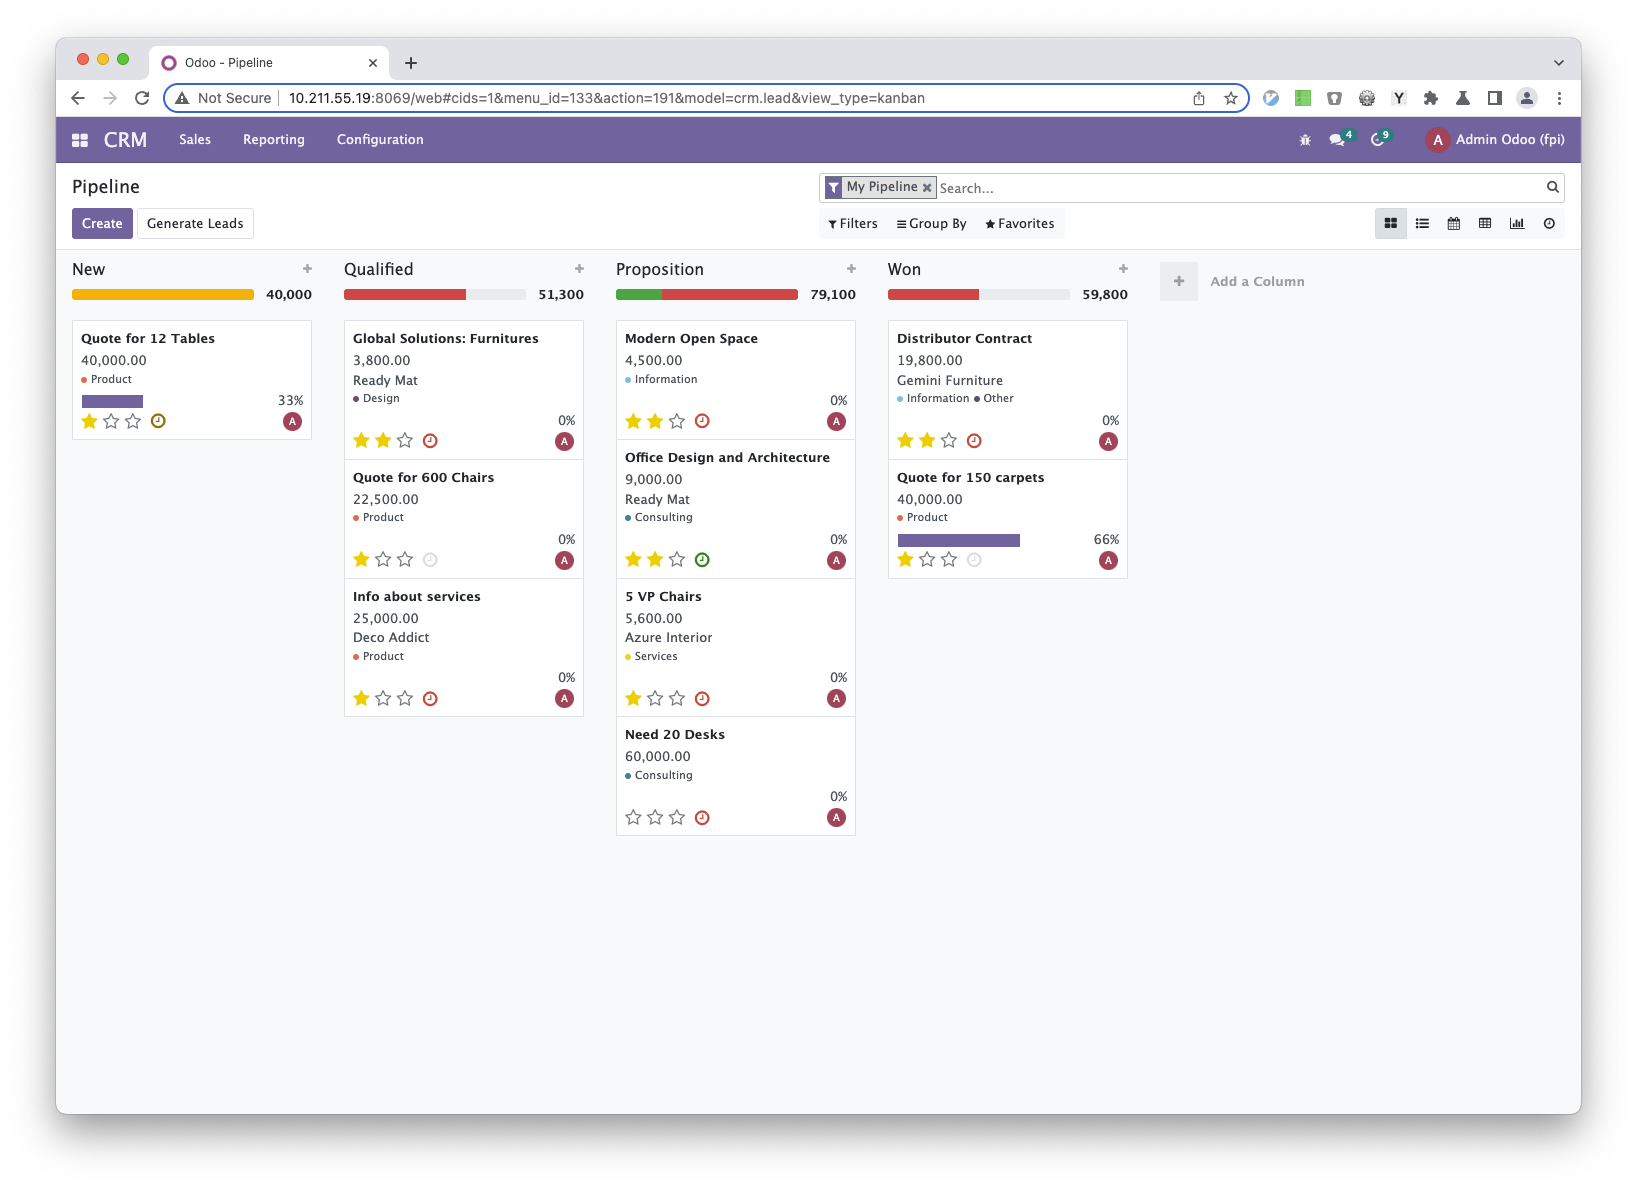 Odoo - Pipeline
Not Secure 10.211.55.19:8069/web#cids=1&menu_id=133&action=191&model=crm.lead&view_type=kanban
Y
CRM Sales Reporting Configuration 4 9 A Admin Odoo (fpi)
Pipeline
My Pipeline Search...
Create Generate Leads
Filters Group By Favorites
New
40,000
Quote for 12 Tables
40,000.00
Product
33%
A
Qualified
51,300
Global Solutions: Furnitures
3,800.00
Ready Mat
Design
0%
A
Quote for 600 Chairs
22,500.00
Product
0%
A
Info about services
25,000.00
Deco Addict
Product
0%
A
Proposition
79,100
Modern Open Space
4,500.00
Information
0%
A
Office Design and Architecture
9,000.00
Ready Mat
Consulting
0%
A
5 VP Chairs
5,600.00
Azure Interior
Services
0%
A
Need 20 Desks
60,000.00
Consulting
0%
A
Won
59,800
Distributor Contract
19,800.00
Gemini Furniture
Information Other
0%
A
Quote for 150 carpets
40,000.00
Product
66%
A
Add a Column